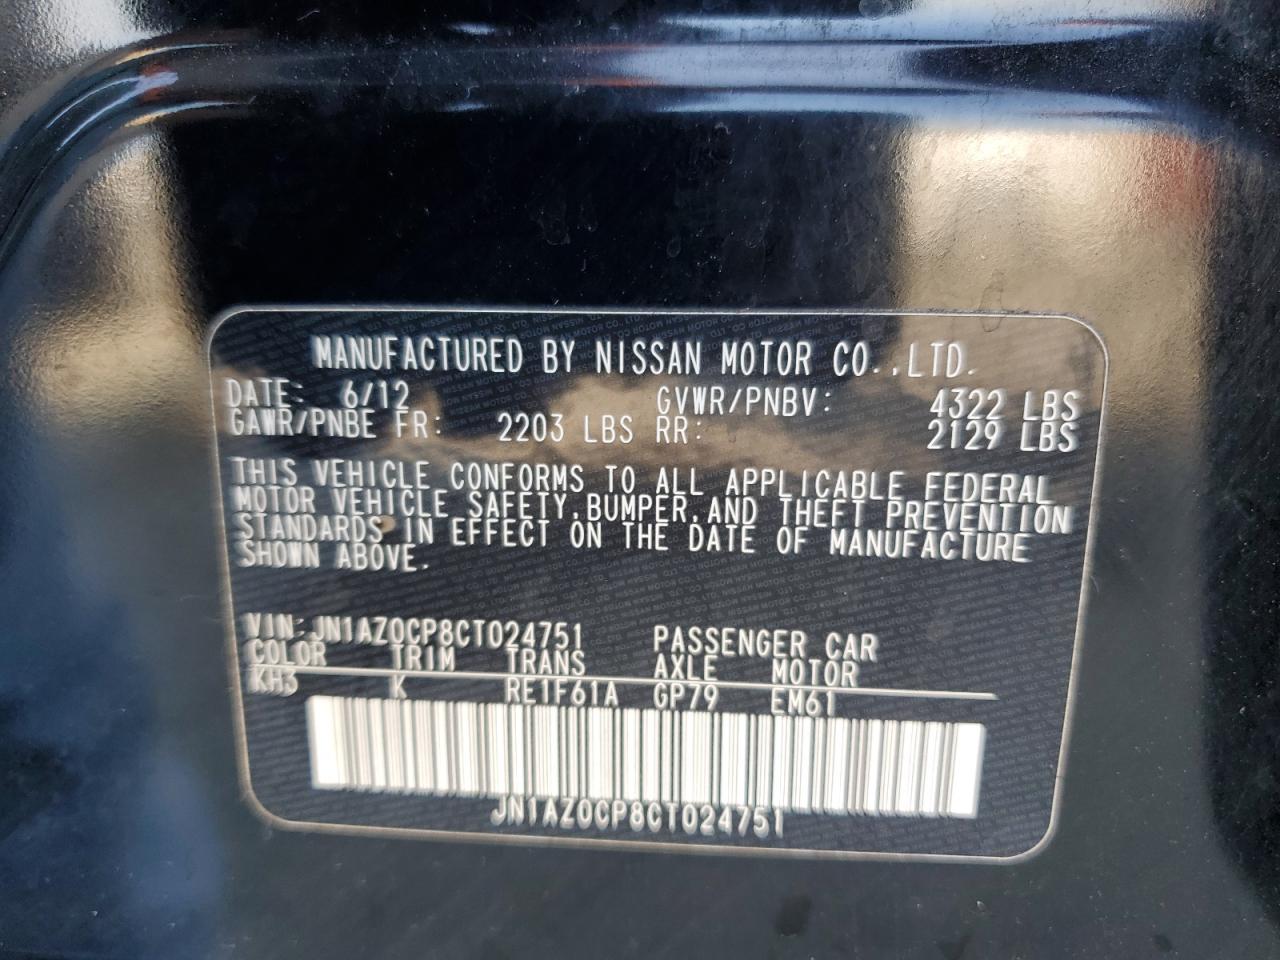 MANUFACTURED BY NISSAN MOTOR CO.,LTD.
DATE: 6/12 GVWR/PNBV: 4322 LBS
GAWR/PNBE FR: 2203 LBS RR: 2129 LBS
THIS VEHICLE CONFORMS TO ALL APPLICABLE FEDERAL
MOTOR VEHICLE SAFETY,BUMPER,AND THEFT PREVENTION
STANDARDS IN EFFECT ON THE DATE OF MANUFACTURE
SHOWN ABOVE.
VIN:JN1AZ0CP8CT024751 PASSENGER CAR
COLOR TRIM TRANS AXLE MOTOR
KH3 K RE1F61A GP79 EM61
JN1AZ0CP8CT024751